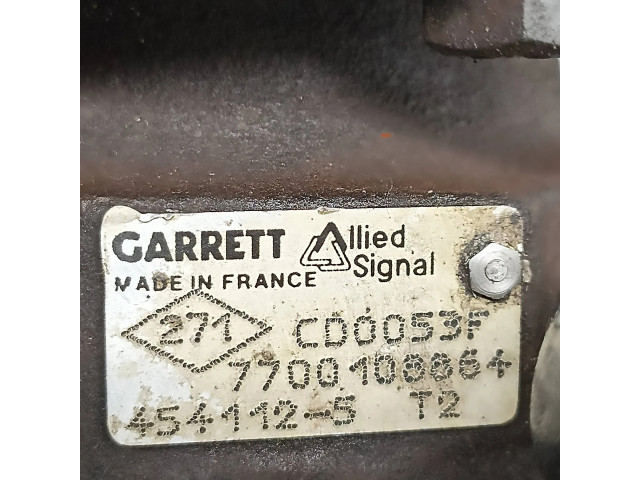 GARRETT Allied Signal
MADE IN FRANCE
271 CD0053F
7700108864
454112-5 T2